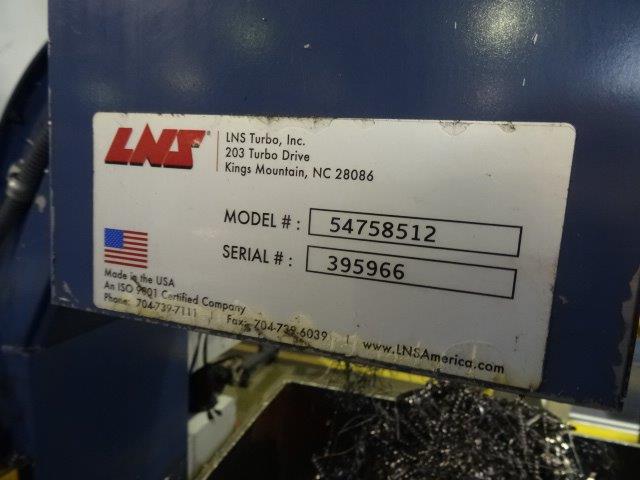 LNS
LNS Turbo, Inc.
203 Turbo Drive
Kings Mountain, NC 28086
MODEL # : 54758512
SERIAL # : 395966
Made in the USA
An ISO 9001 Certified Company
Phone: 704-739-7111 | Fax: 704-739-6039 | www.LNSAmerica.com